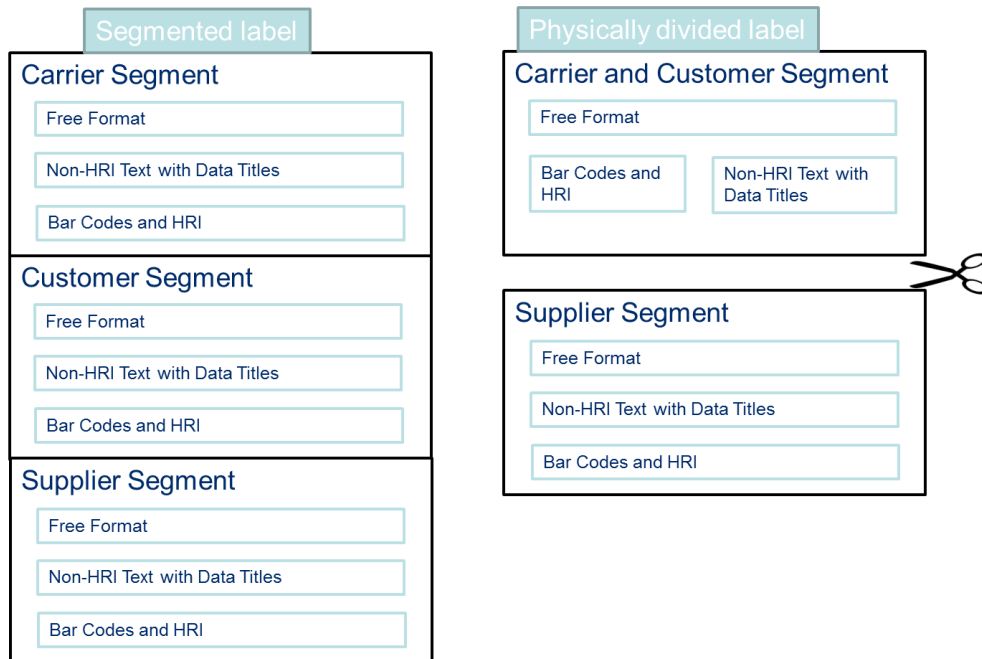 Segmented label
Carrier Segment
Free Format
Non-HRI Text with Data Titles
Bar Codes and HRI
Customer Segment
Free Format
Non-HRI Text with Data Titles
Bar Codes and HRI
Supplier Segment
Free Format
Non-HRI Text with Data Titles
Bar Codes and HRI
Physically divided label
Carrier and Customer Segment
Free Format
Bar Codes and
HRI
Non-HRI Text with
Data Titles
Supplier Segment
Free Format
Non-HRI Text with Data Titles
Bar Codes and HRI